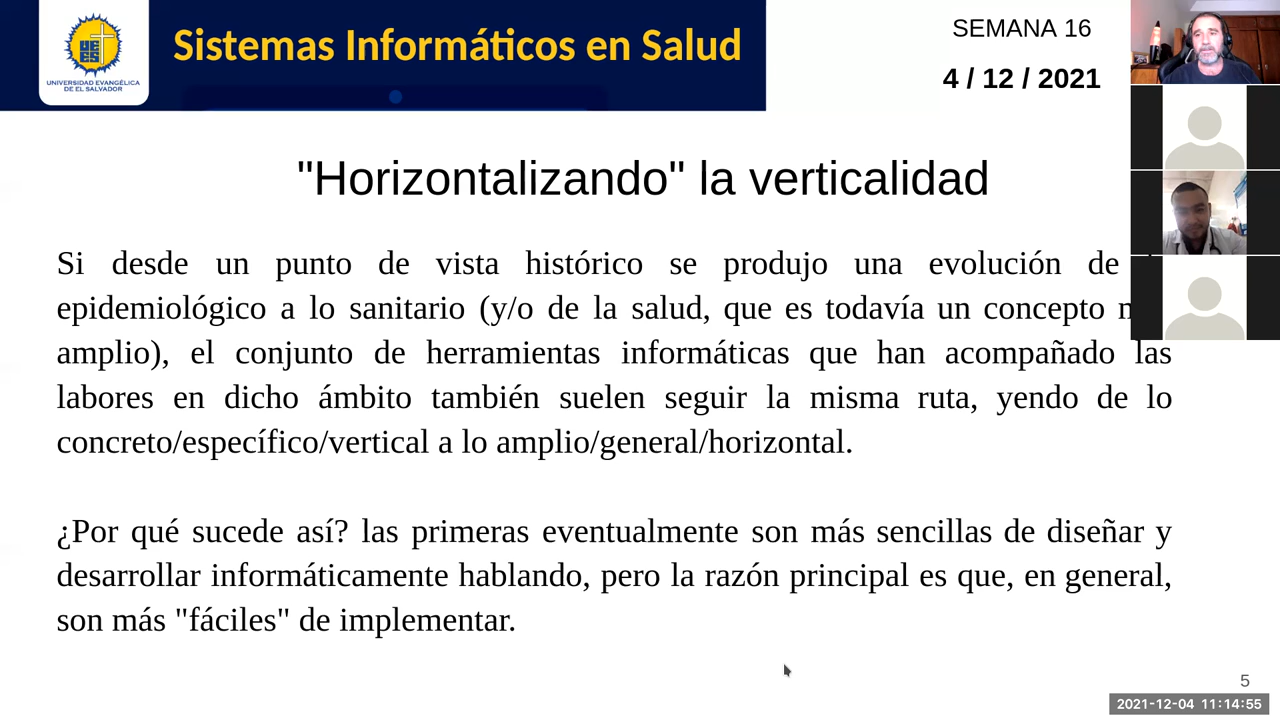 UNIVERSIDAD EVANGÉLICA
DE EL SALVADOR
Sistemas Informáticos en Salud
SEMANA 16
4 / 12 / 2021
"Horizontalizando" la verticalidad
Si desde un punto de vista histórico se produjo una evolución de
epidemiológico a lo sanitario (y/o de la salud, que es todavía un concepto
amplio), el conjunto de herramientas informáticas que han acompañado las
labores en dicho ámbito también suelen seguir la misma ruta, yendo de lo
concreto/específico/vertical a lo amplio/general/horizontal.
¿Por qué sucede así? las primeras eventualmente son más sencillas de diseñar y
desarrollar informáticamente hablando, pero la razón principal es que, en general,
son más "fáciles" de implementar.
5
2021-12-04 11:14:55